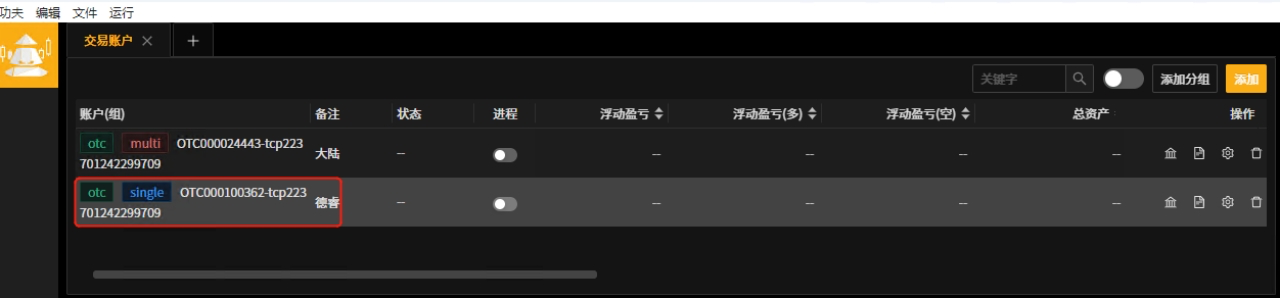 功夫 编辑 文件 运行
交易账户
关键字 添加分组 添加
账户(组) 备注 状态 进程 浮动盈亏 浮动盈亏(多) 浮动盈亏(空) 总资产 操作
otc multi OTC000024443-tcp223
701242299709 大陆 -- -- -- -- --
otc single OTC000100362-tcp223
701242299709 德睿 -- -- -- -- --